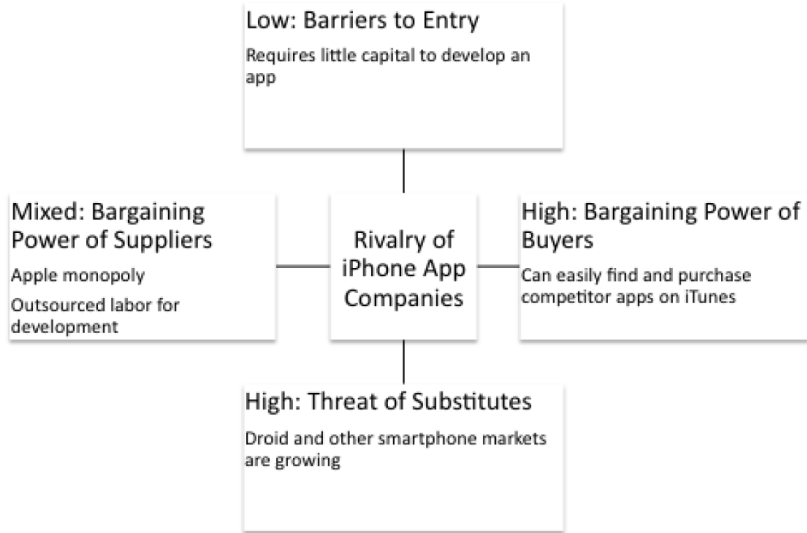 Low: Barriers to Entry
Requires little capital to develop an
app
Mixed: Bargaining
Power of Suppliers
Apple monopoly
Outsourced labor for
development
Rivalry of
iPhone App
Companies
High: Bargaining Power of
Buyers
Can easily find and purchase
competitor apps on iTunes
High: Threat of Substitutes
Droid and other smartphone markets
are growing